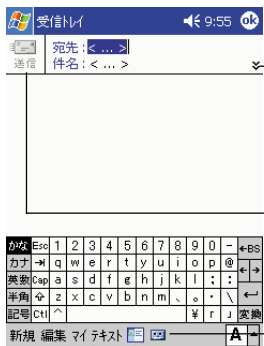 受信トレイ 9:55 ok
送信
宛先:< ... >
件名:< ... >
かな Esc 1 2 3 4 5 6 7 8 9 0 - ←BS
カナ →| q w e r t y u i o p @ ← →
英数 Cap a s d f g h j k l ; :
半角 z x c v b n m 、 。 ・ \ ↵
記号 Ctl ^ ¥ r 」 変換
新規 編集 マイ テキスト A